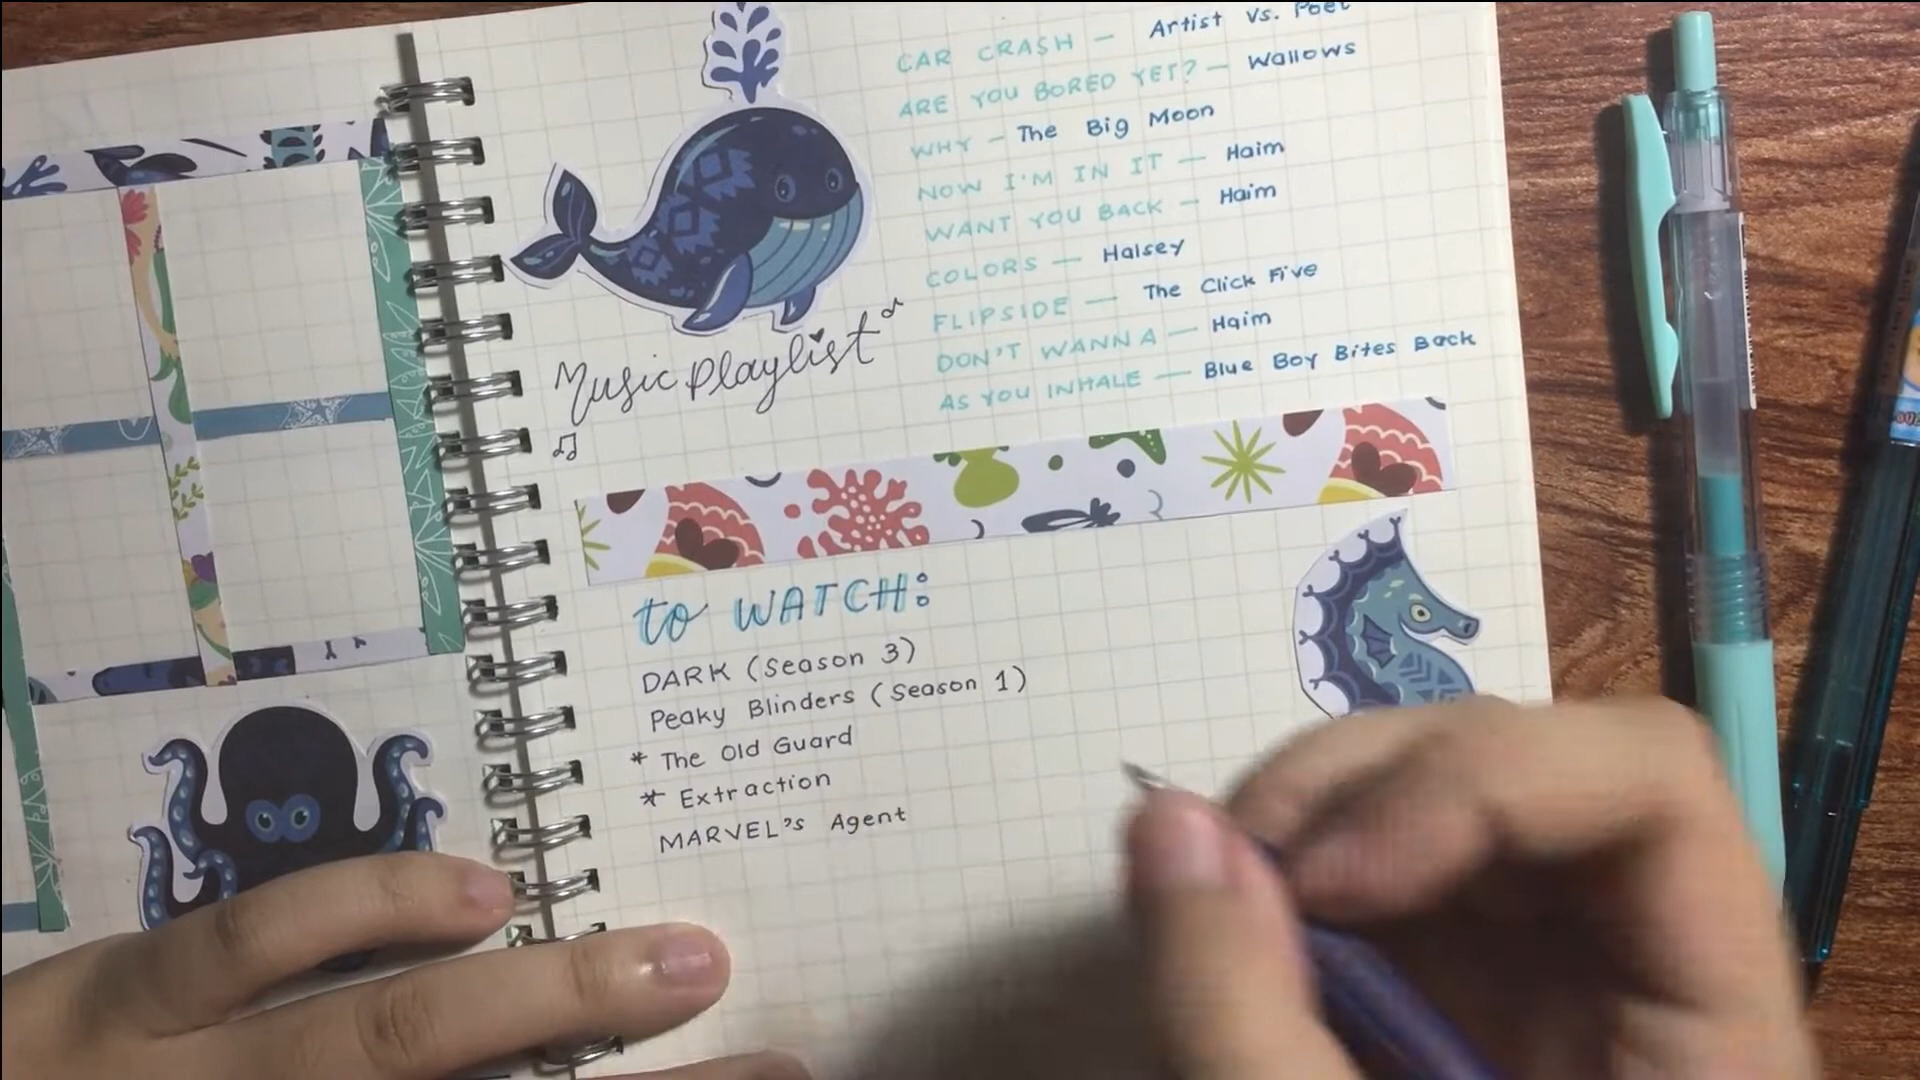 CAR CRASH — Artist Vs. Poet
ARE YOU BORED YET? — Wallows
WHY — The Big Moon
NOW I'M IN IT — Haim
WANT YOU BACK — Haim
COLORS — Halsey
FLIPSIDE — The Click Five
DON'T WANNA — Haim
AS YOU INHALE — Blue Boy Bites Back
Music playlist
to WATCH:
DARK (Season 3)
Peaky Blinders (Season 1)
* The Old Guard
* Extraction
MARVEL's Agent